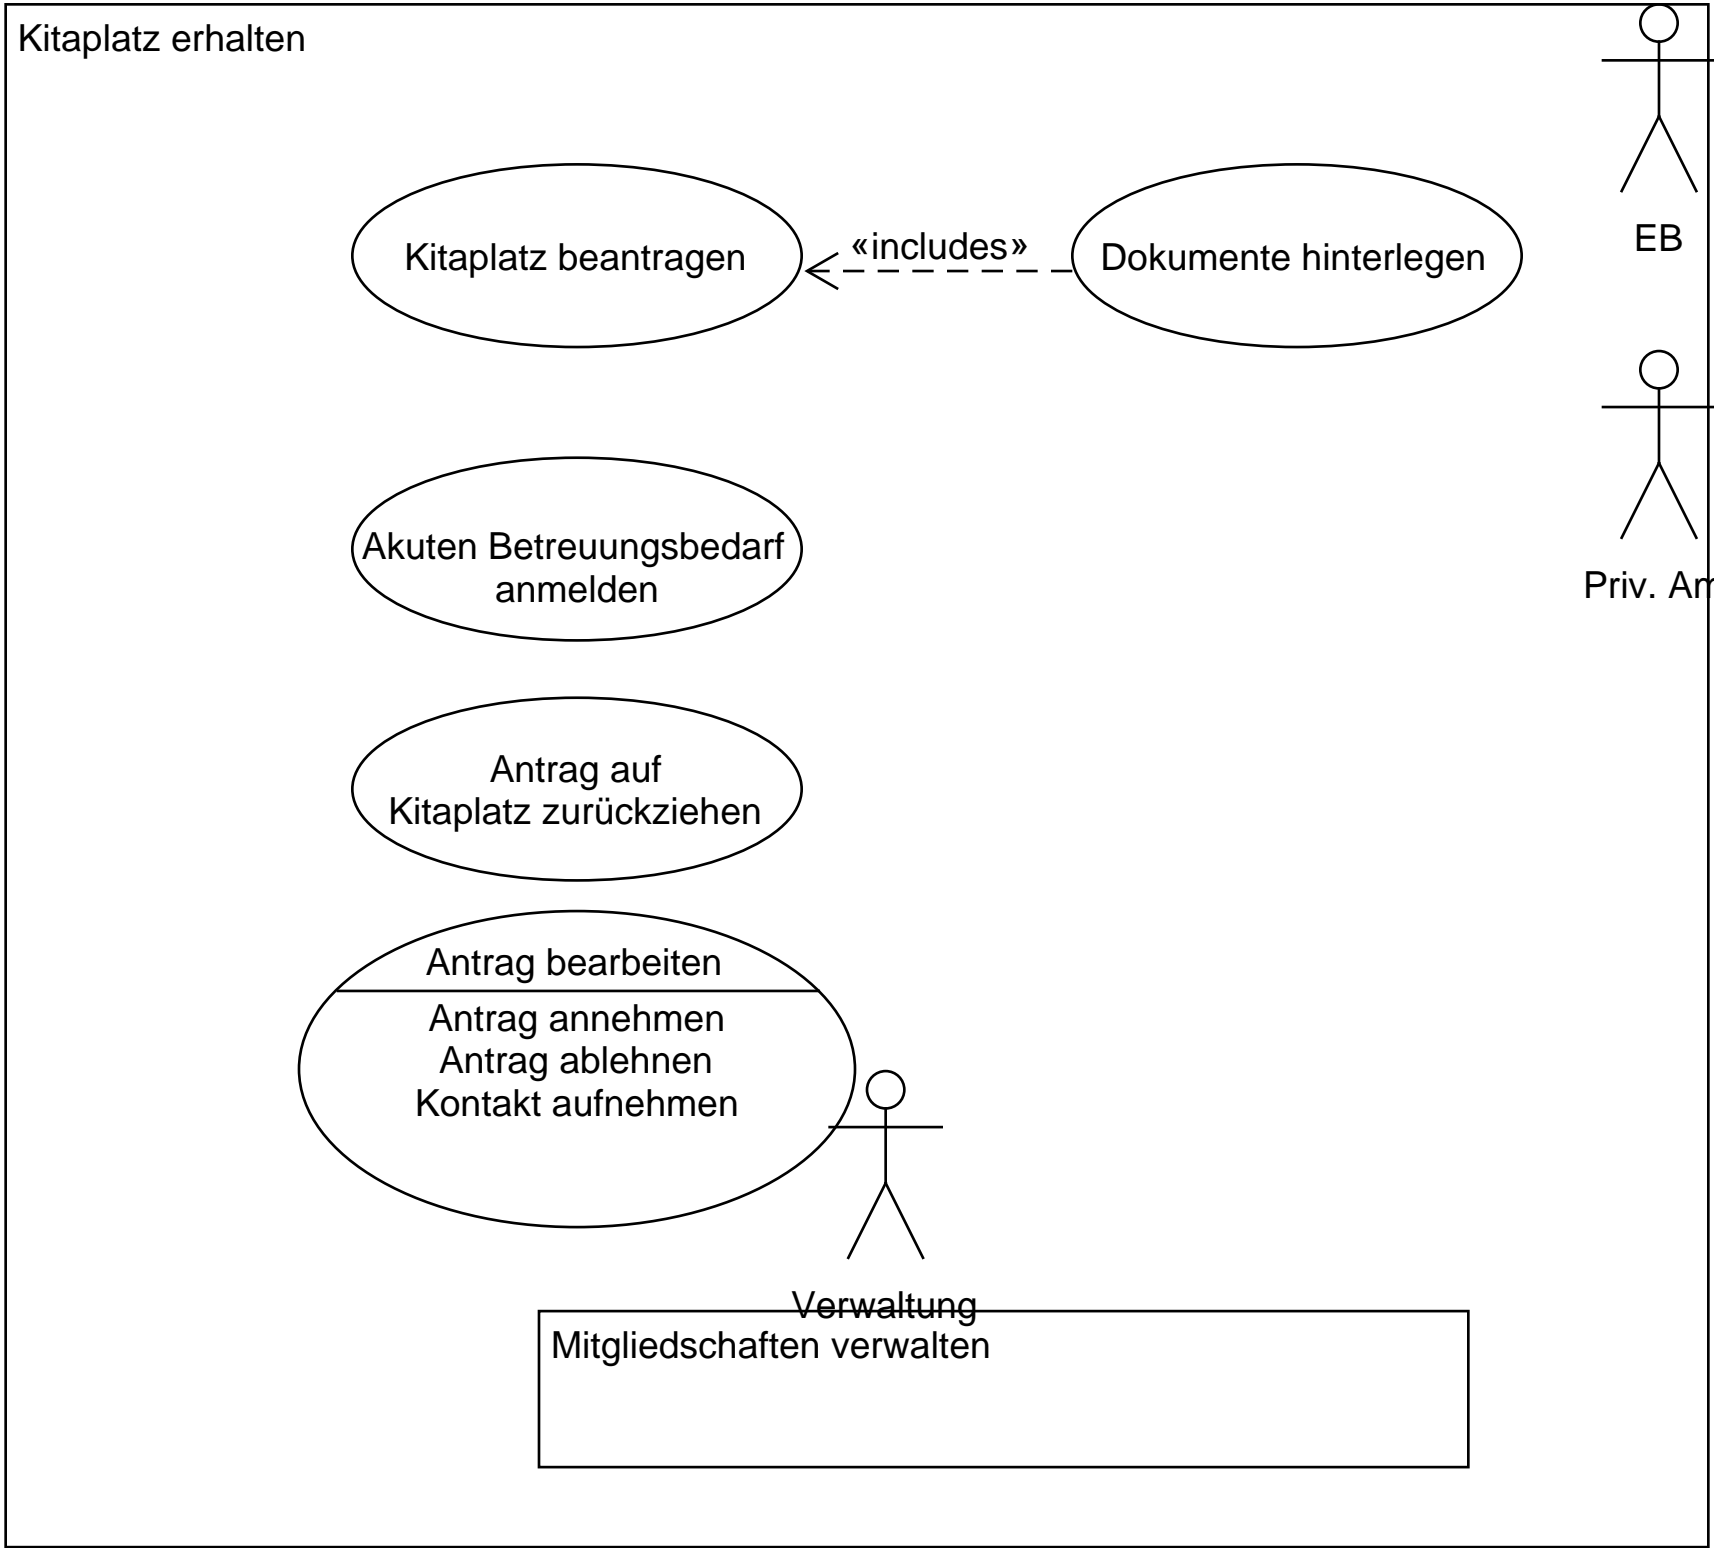 Kitaplatz erhalten
Kitaplatz beantragen
«includes»
Dokumente hinterlegen
EB
Akuten Betreuungsbedarf
anmelden
Priv. Am
Antrag auf
Kitaplatz zurückziehen
Antrag bearbeiten
Antrag annehmen
Antrag ablehnen
Kontakt aufnehmen
Verwaltung
Mitgliedschaften verwalten